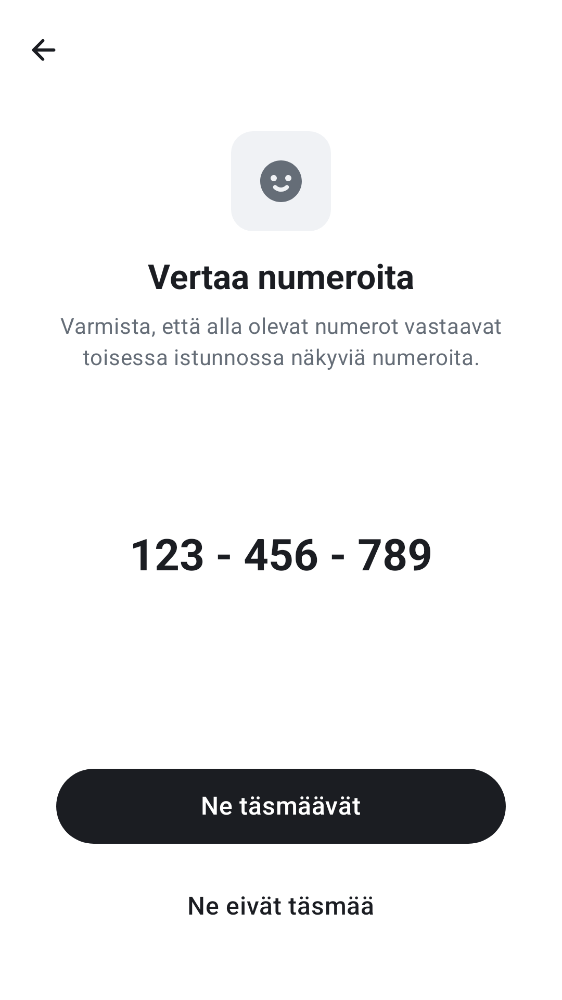 Vertaa numeroita
Varmista, että alla olevat numerot vastaavat
toisessa istunnossa näkyviä numeroita.
123 - 456 - 789
Ne täsmäävät
Ne eivät täsmää